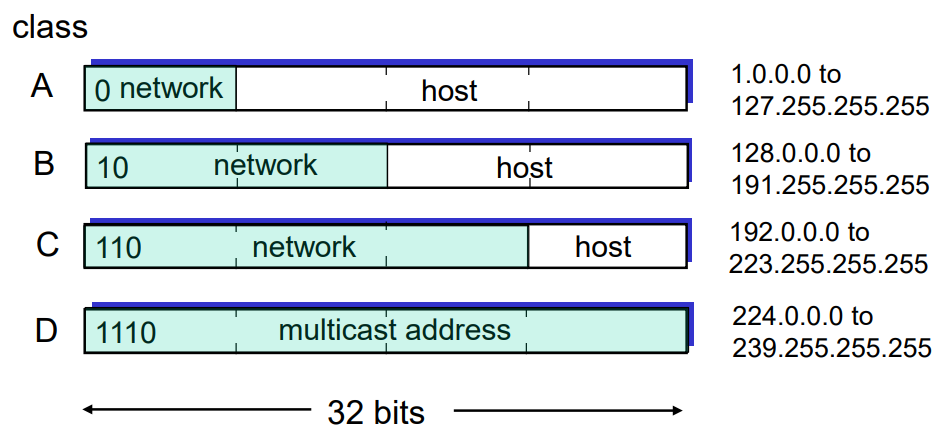 class
A
0 network
host
1.0.0.0 to
127.255.255.255
B
10
network
host
128.0.0.0 to
191.255.255.255
C
110
network
host
192.0.0.0 to
223.255.255.255
D
1110
multicast address
224.0.0.0 to
239.255.255.255
32 bits